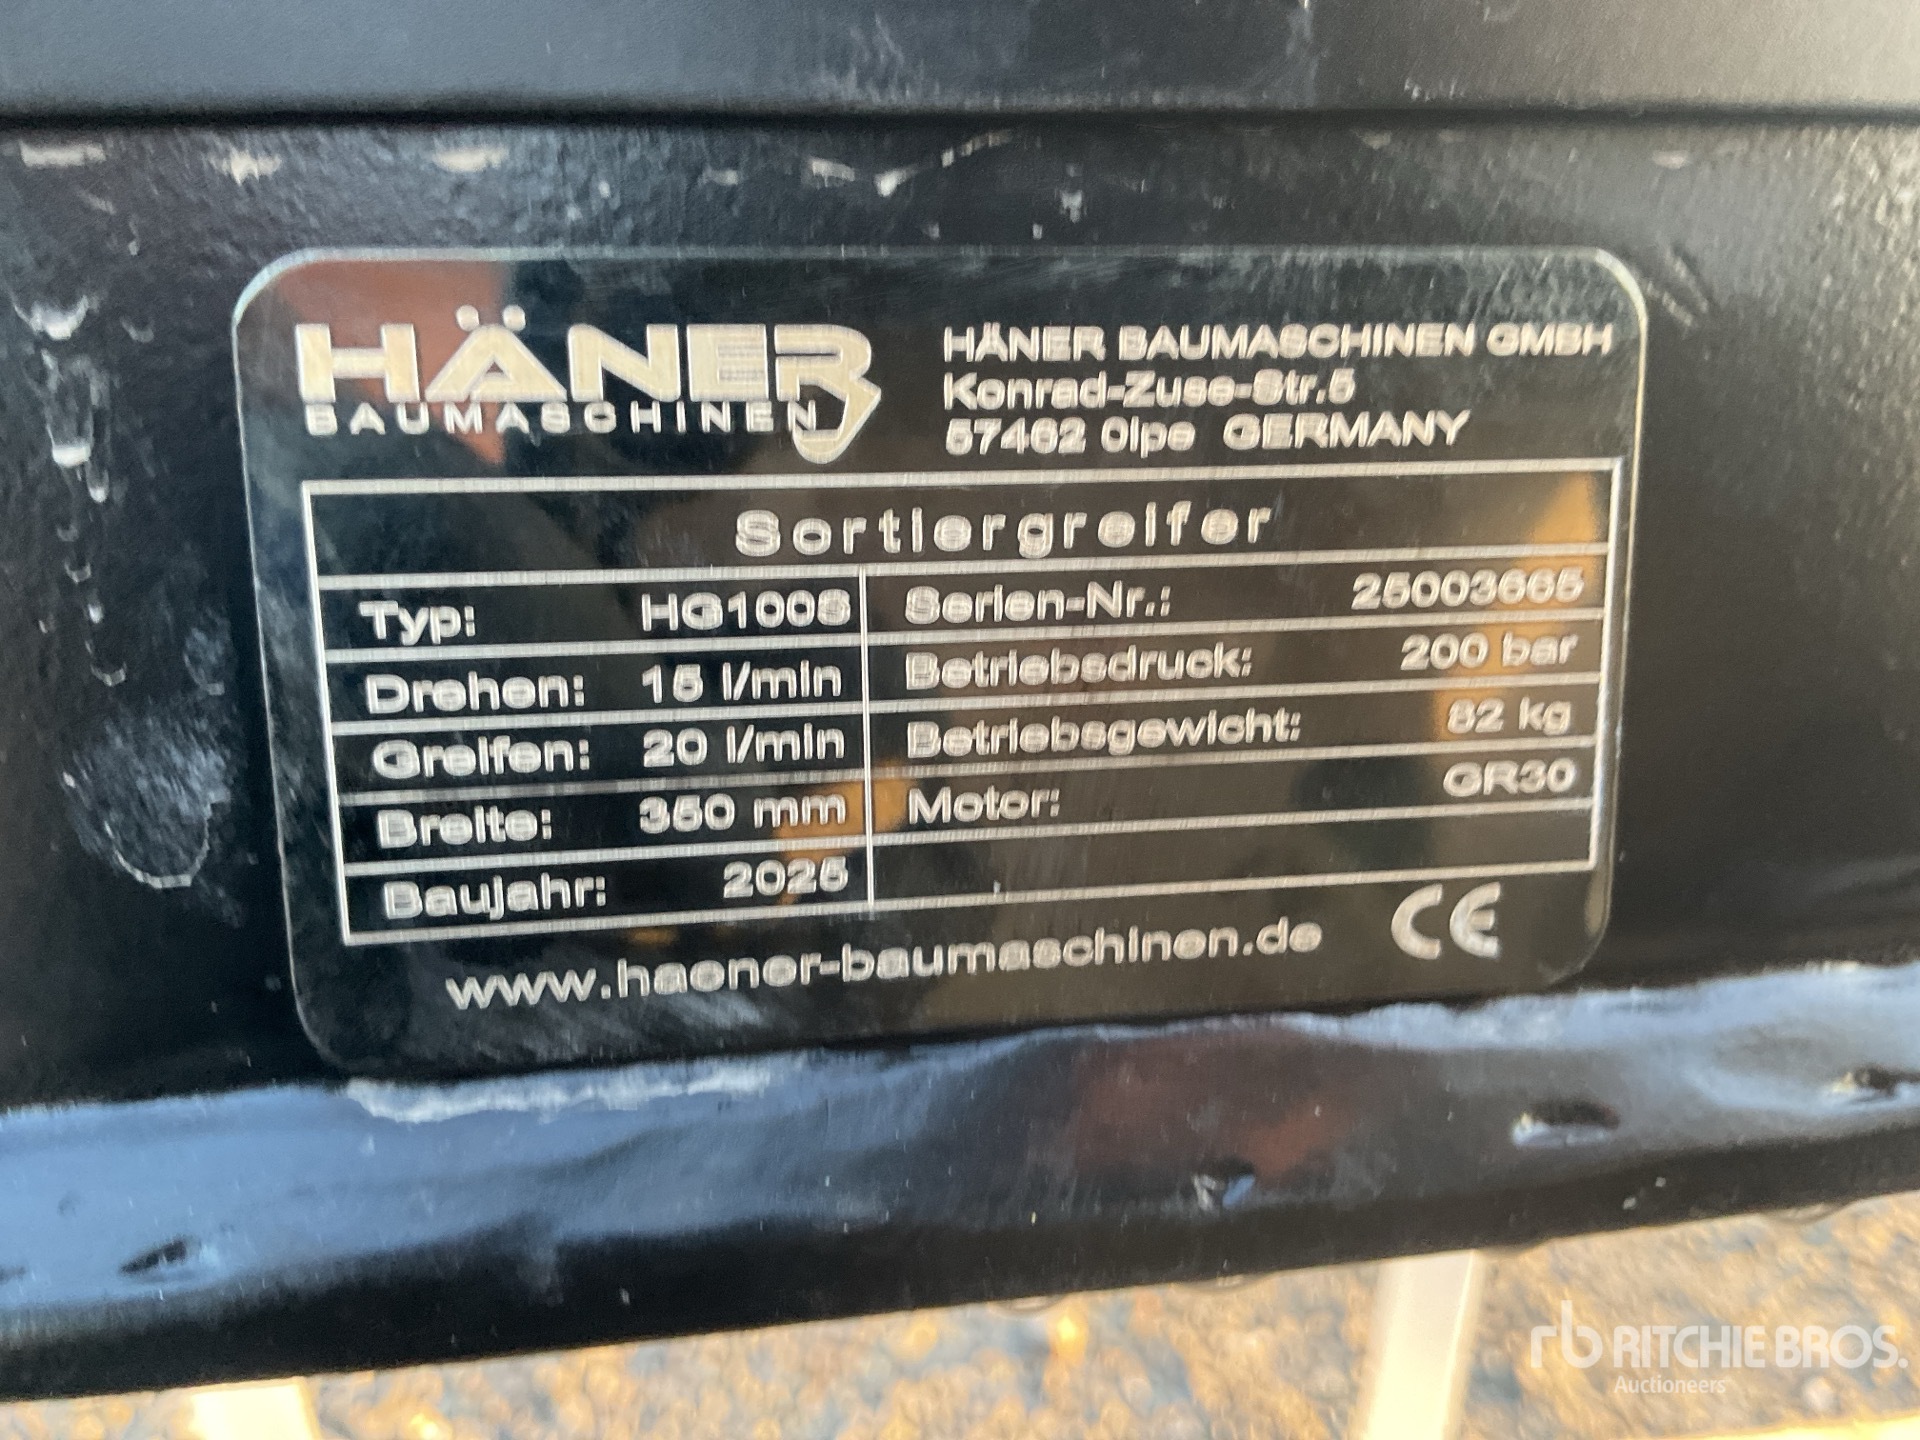 HÄNER
BAUMASCHINEN
HÄNER BAUMASCHINEN GMBH
Konrad-Zuse-Str.5
57462 Olpe GERMANY
Sortiergreifer
Typ: HG100S
Serien-Nr.: 25003665
Drehen: 15 l/min
Betriebsdruck: 200 bar
Greifen: 20 l/min
Betriebsgewicht: 82 kg
Breite: 350 mm
Motor: GR30
Baujahr: 2025
www.haener-baumaschinen.de
CE
rb RITCHIE BROS.
Auctioneers